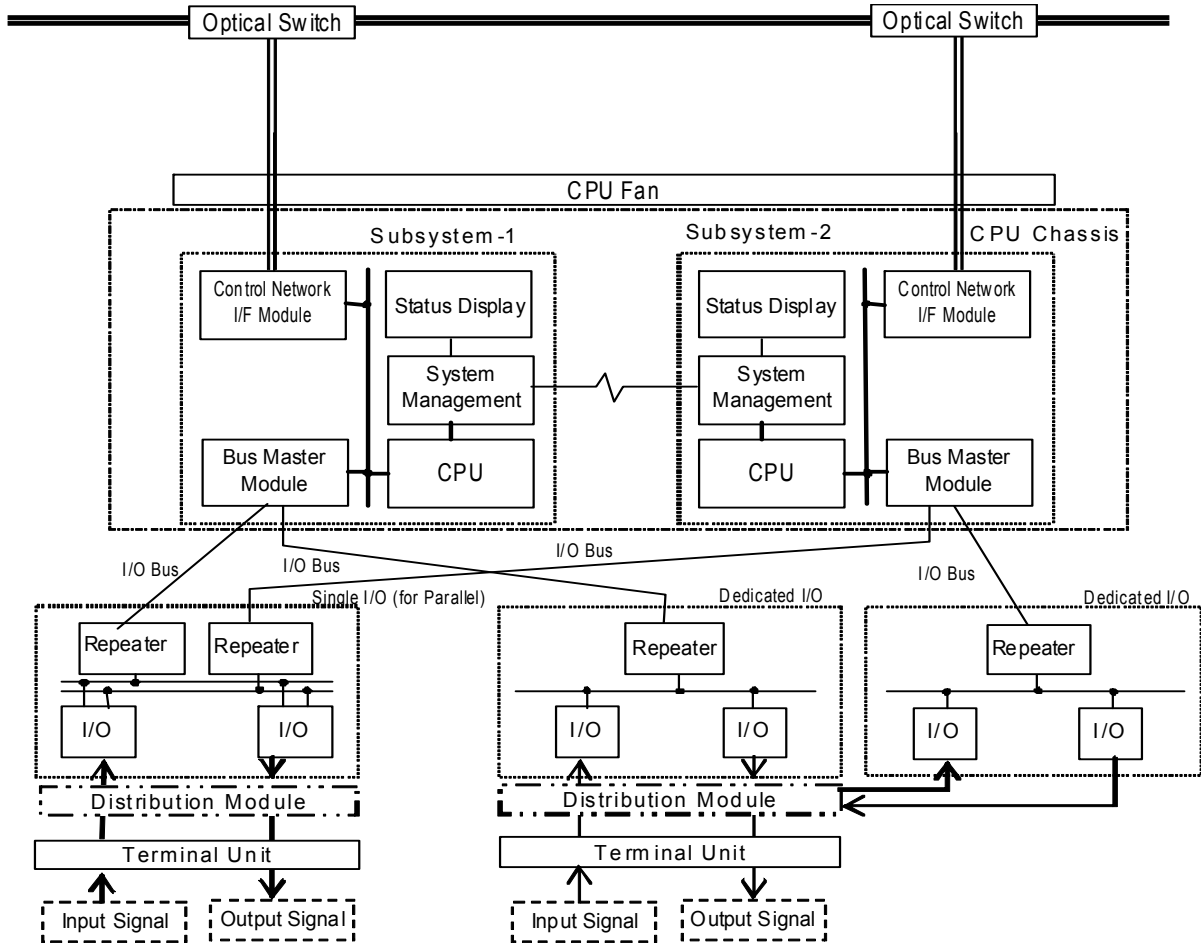 Optical Switch
Optical Switch
CPU Fan
Subsystem-1
Subsystem-2
CPU Chassis
Control Network
I/F Module
Status Display
Status Display
Control Network
I/F Module
System
Management
System
Management
Bus Master
Module
CPU
CPU
Bus Master
Module
I/O Bus
I/O Bus
I/O Bus
I/O Bus
Single I/O (for Parallel)
Dedicated I/O
Dedicated I/O
Repeater
Repeater
Repeater
Repeater
I/O
I/O
I/O
I/O
I/O
I/O
Distribution Module
Distribution Module
Terminal Unit
Terminal Unit
Input Signal
Output Signal
Input Signal
Output Signal